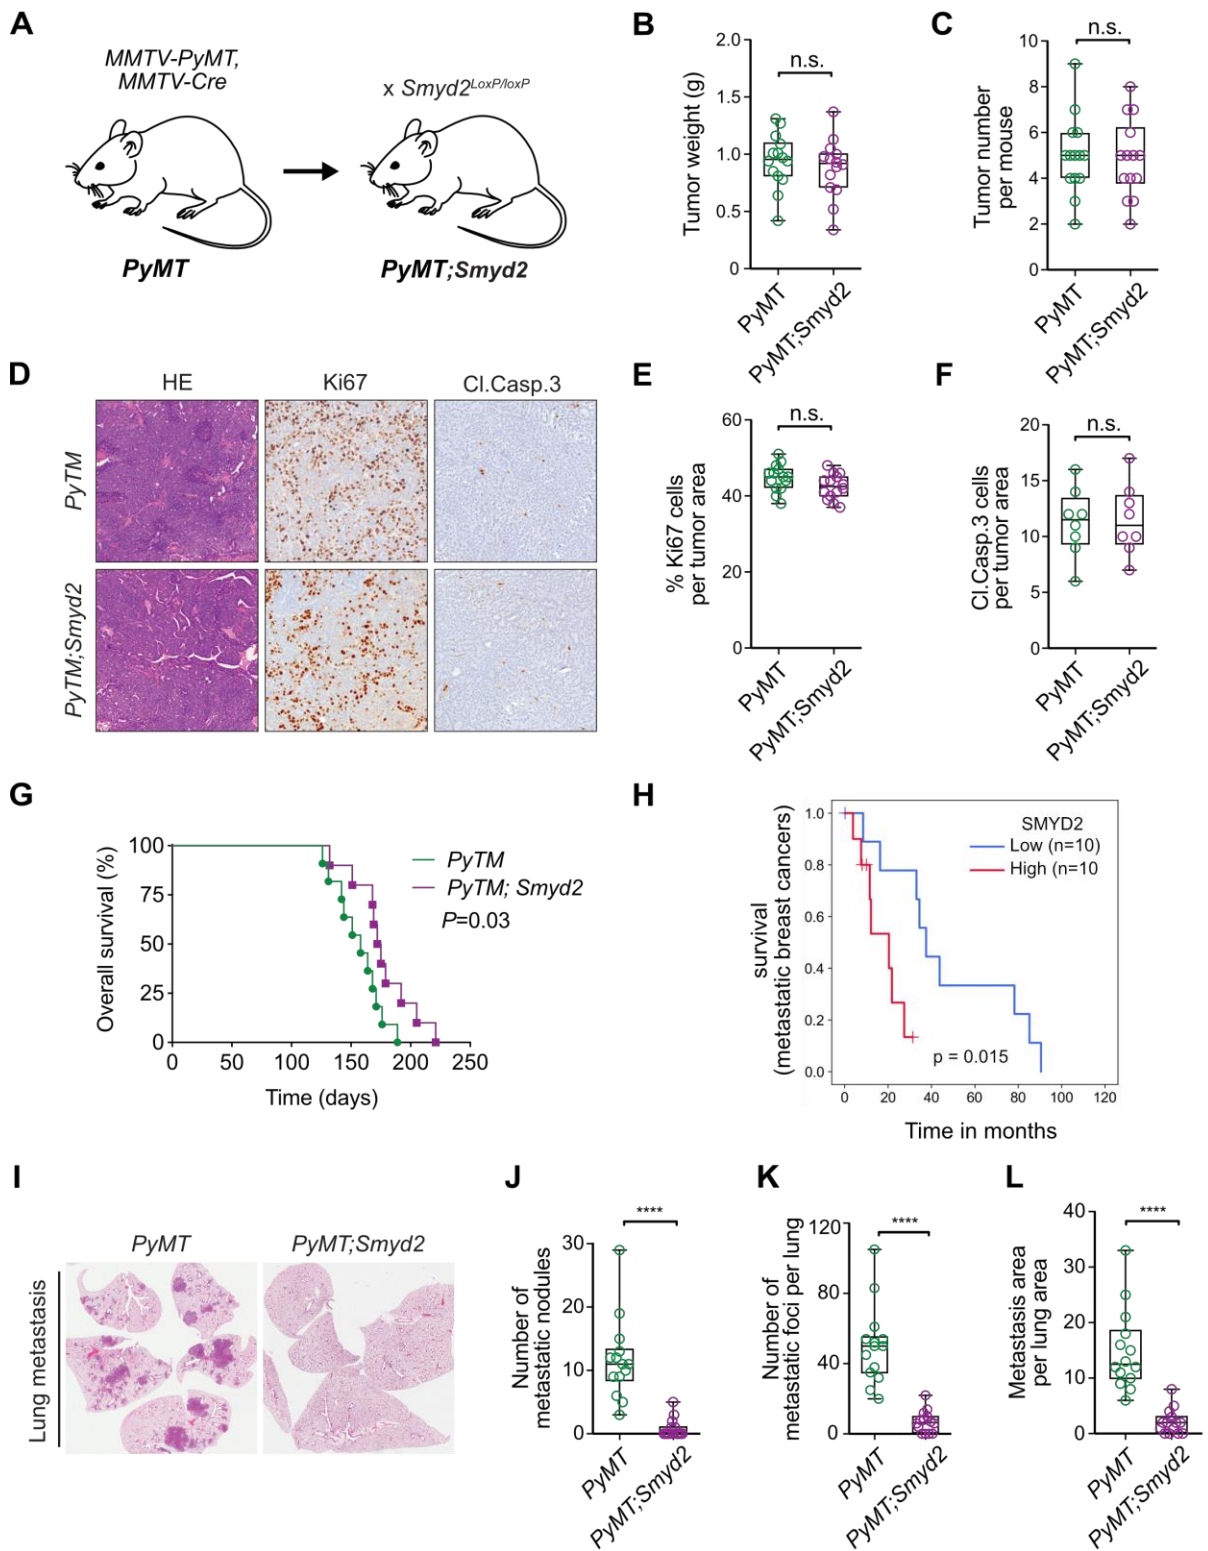 A
MMTV-PyMT,
MMTV-Cre
x Smyd2LoxP/loxP
PyMT
PyMT;Smyd2
B
Tumor weight (g)
2.0
1.5
1.0
0.5
0
n.s.
PyMT
PyMT;Smyd2
C
Tumor number
per mouse
10
8
6
4
2
0
n.s.
PyMT
PyMT;Smyd2
D
HE
Ki67
Cl.Casp.3
PyTM
PyTM;Smyd2
E
% Ki67 cells
per tumor area
60
40
20
0
n.s.
PyMT
PyMT;Smyd2
F
Cl.Casp.3 cells
per tumor area
20
15
10
5
0
n.s.
PyMT
PyMT;Smyd2
G
Overall survival (%)
100
75
50
25
0
0 50 100 150 200 250
Time (days)
PyTM
PyTM; Smyd2
P=0.03
H
survival
(metastatic breast cancers)
1.0
0.8
0.6
0.4
0.2
0.0
SMYD2
Low (n=10)
High (n=10
p = 0.015
0 20 40 60 80 100 120
Time in months
I
Lung metastasis
PyMT
PyMT;Smyd2
J
Number of
metastatic nodules
30
20
10
0
****
PyMT
PyMT;Smyd2
K
Number of
metastatic foci per lung
120
80
40
0
****
PyMT
PyMT;Smyd2
L
Metastasis area
per lung area
40
30
20
10
0
****
PyMT
PyMT;Smyd2